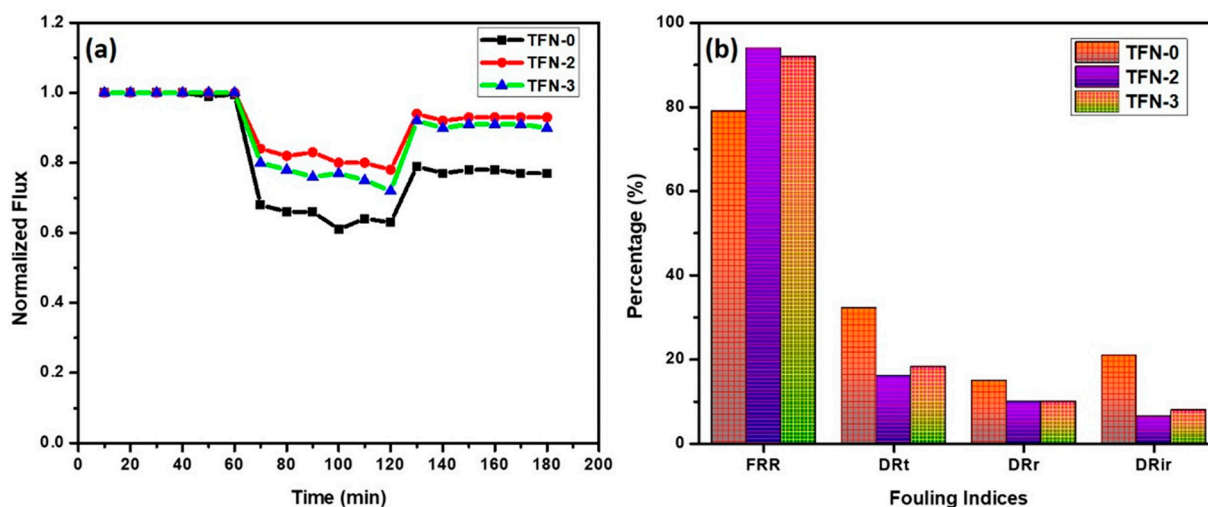 (a)
TFN-0
TFN-2
TFN-3
Normalized Flux
1.2
1.0
0.8
0.6
0.4
0.2
0.0
0 20 40 60 80 100 120 140 160 180 200
Time (min)
(b)
TFN-0
TFN-2
TFN-3
Percentage (%)
100
80
60
40
20
0
FRR DRt DRr DRir
Fouling Indices